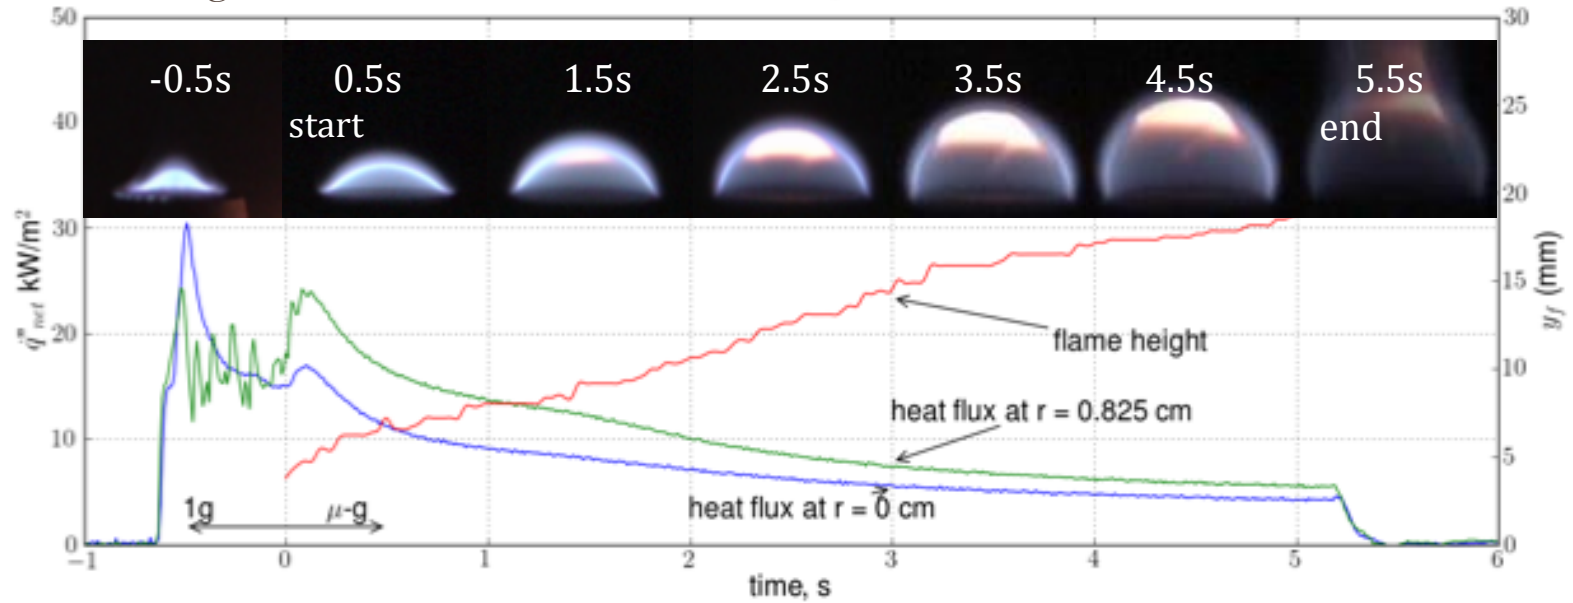 50
30
-0.5s
0.5s
1.5s
2.5s
3.5s
4.5s
5.5s
start
end
40
25
20
30
15
20
10
10
5
0
0
q̇″net kW/m²
yf (mm)
flame height
heat flux at r = 0.825 cm
heat flux at r = 0 cm
1g
μ-g
−1
0
1
2
3
4
5
6
time, s